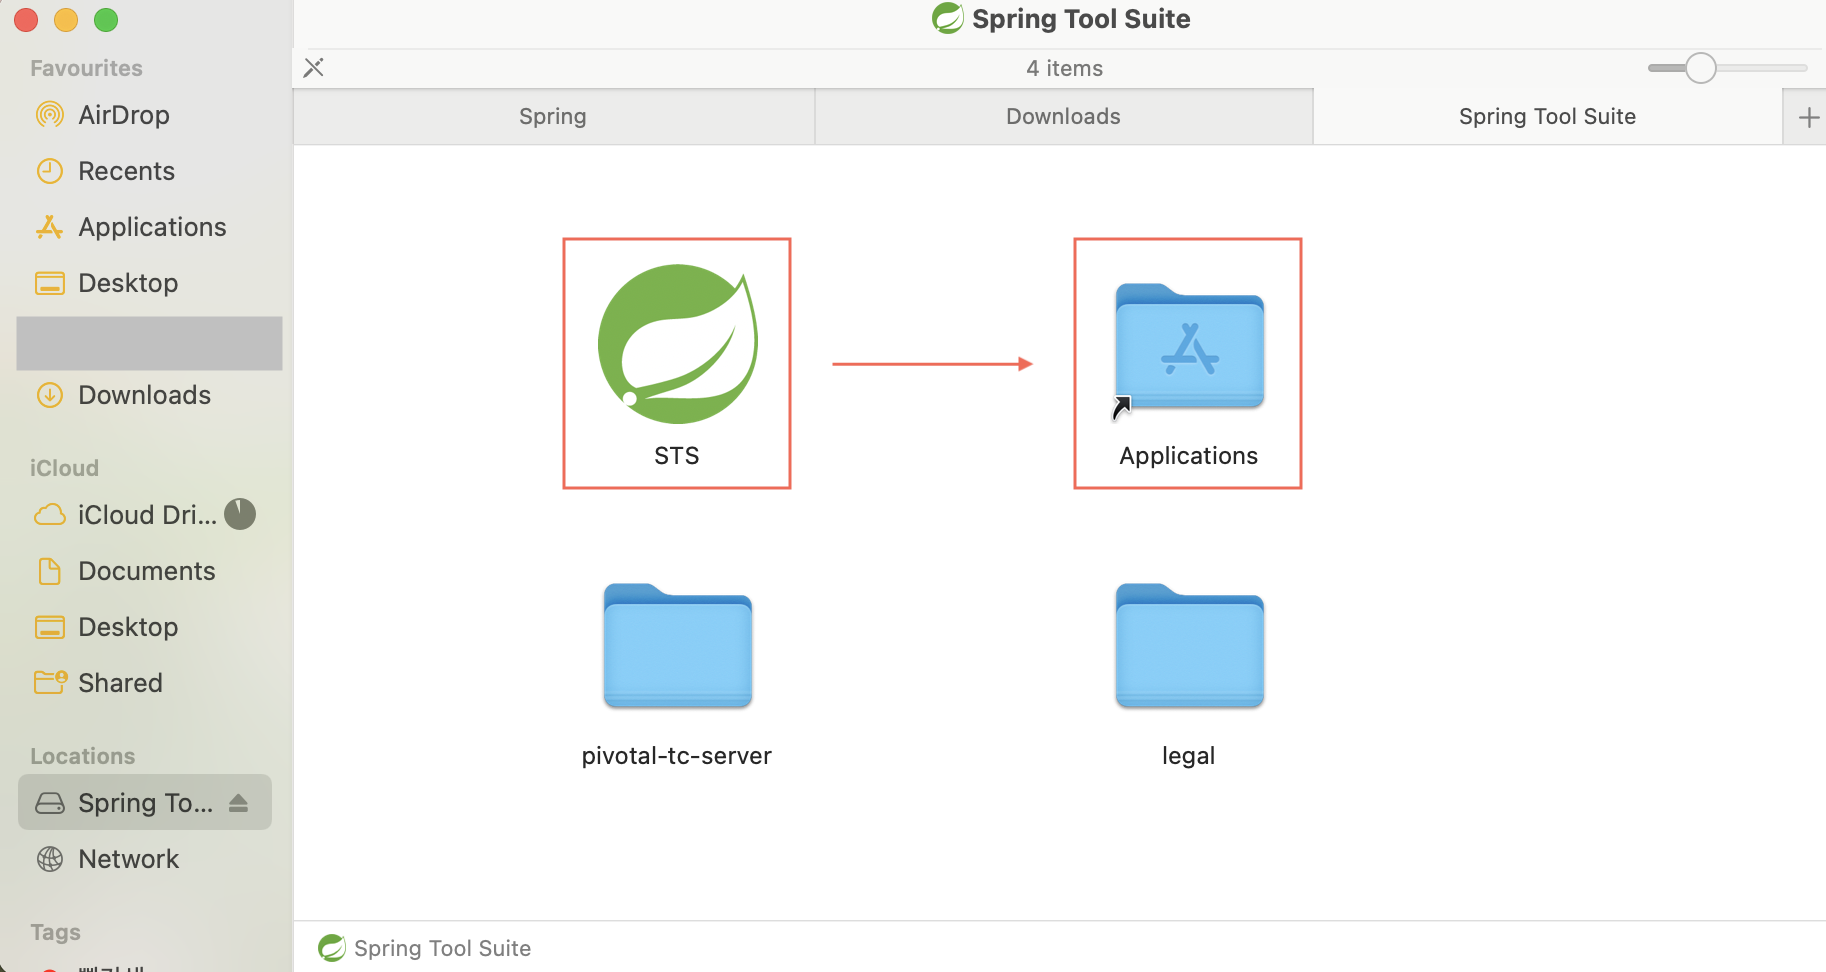 Spring Tool Suite
4 items
Spring
Downloads
Spring Tool Suite
Favourites
AirDrop
Recents
Applications
Desktop
Downloads
iCloud
iCloud Dri...
Documents
Desktop
Shared
Locations
Spring To...
Network
Tags
STS
Applications
pivotal-tc-server
legal
Spring Tool Suite